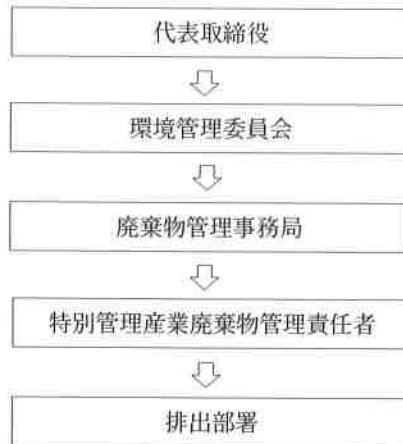 代表取締役
環境管理委員会
廃棄物管理事務局
特別管理産業廃棄物管理責任者
排出部署